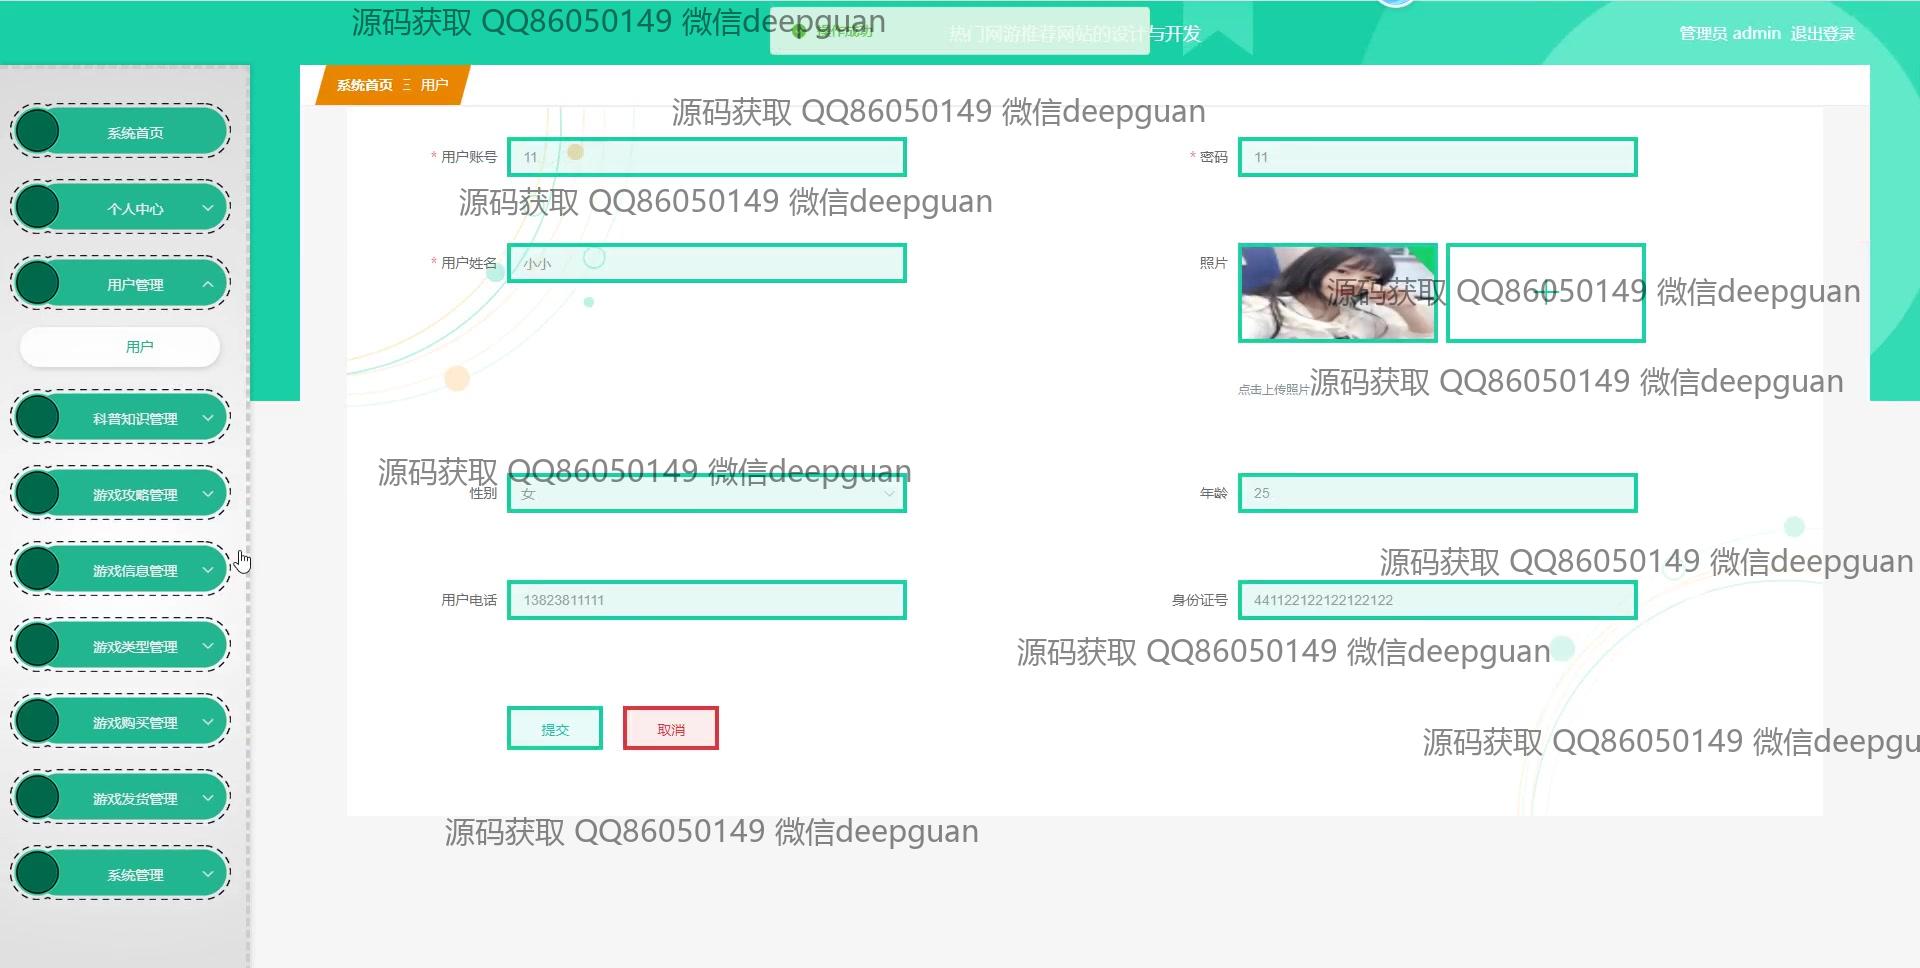 源码获取 QQ86050149 微信deepguan
操作成功
热门网游推荐网站的设计与开发
管理员 admin 退出登录
系统首页 三 用户
源码获取 QQ86050149 微信deepguan
系统首页
* 用户账号 11
* 密码 11
源码获取 QQ86050149 微信deepguan
个人中心
* 用户姓名 小小
照片
用户管理
源码获取 QQ86050149 微信deepguan
用户
点击上传照片
源码获取 QQ86050149 微信deepguan
科普知识管理
源码获取 QQ86050149 微信deepguan
性别 女
年龄 25
游戏攻略管理
源码获取 QQ86050149 微信deepguan
游戏信息管理
用户电话 13823811111
身份证号 441122122122122122
游戏类型管理
源码获取 QQ86050149 微信deepguan
游戏购买管理
提交 取消
源码获取 QQ86050149 微信deepgu
游戏发货管理
源码获取 QQ86050149 微信deepguan
系统管理